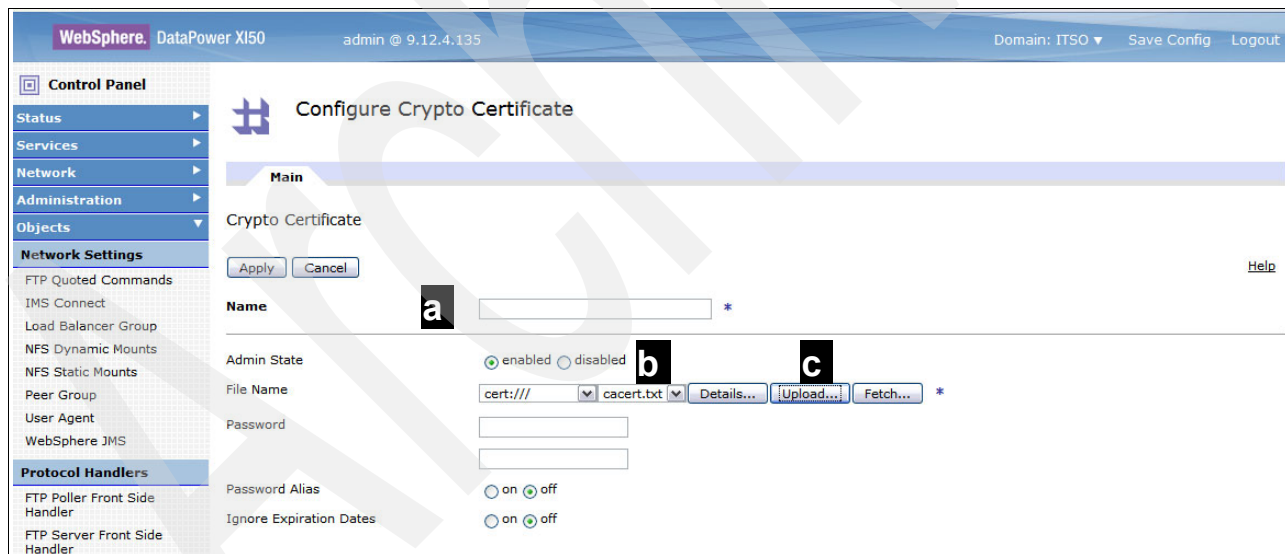 WebSphere. DataPower XI50 admin @ 9.12.4.135 Domain: ITSO Save Config Logout
Control Panel
Status
Services
Network
Administration
Objects
Network Settings
FTP Quoted Commands
IMS Connect
Load Balancer Group
NFS Dynamic Mounts
NFS Static Mounts
Peer Group
User Agent
WebSphere JMS
Protocol Handlers
FTP Poller Front Side
Handler
FTP Server Front Side
Handler
Configure Crypto Certificate
Main
Crypto Certificate
Apply Cancel Help
Name a *
Admin State enabled disabled b c
File Name cert:/// cacert.txt Details... Upload... Fetch... *
Password
Password Alias on off
Ignore Expiration Dates on off